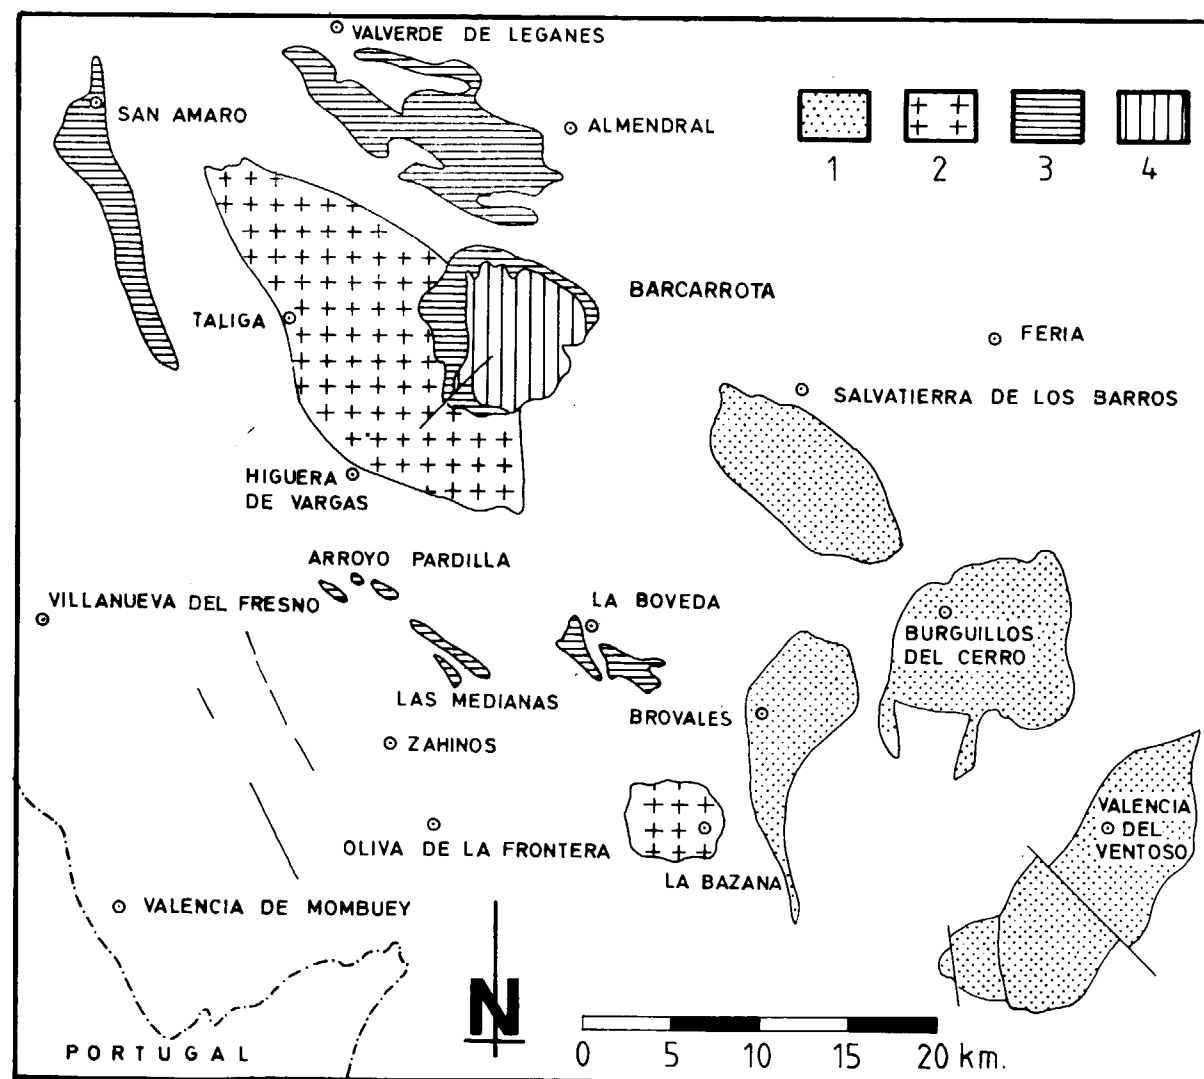 VALVERDE DE LEGANES
SAN AMARO
ALMENDRAL
1 2 3 4
BARCARROTA
TALIGA
FERIA
SALVATIERRA DE LOS BARROS
HIGUERA
DE VARGAS
ARROYO PARDILLA
VILLANUEVA DEL FRESNO
LA BOVEDA
BURGUILLOS
DEL CERRO
LAS MEDIANAS
BROVALES
ZAHINOS
VALENCIA
DEL
VENTOSO
OLIVA DE LA FRONTERA
LA BAZANA
VALENCIA DE MOMBUEY
N
PORTUGAL
0 5 10 15 20 km.